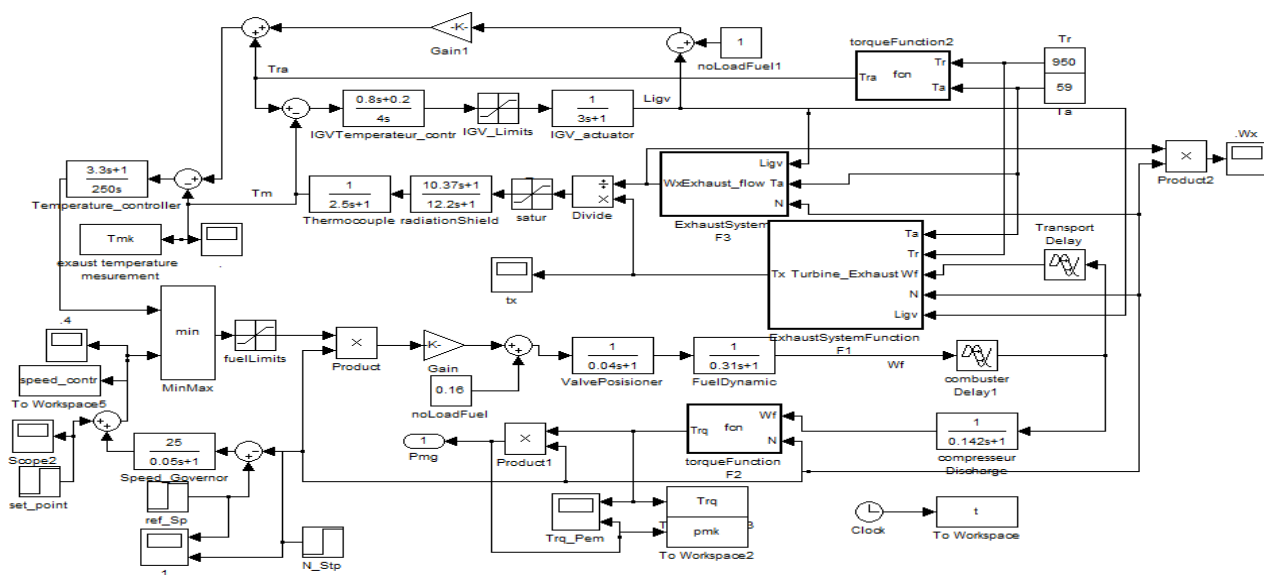 -K-
Gain1
1
noLoadFuel1
torqueFunction2
Tra
fcn
Tr
Ta
Tr
950
59
Ta
Tra
0.8s+0.2
4s
IGVTemperateur_contr
IGV_Limits
1
3s+1
IGV_actuator
Ligv
.Wx
Product2
3.3s+1
250s
Temperature_controller
Tm
1
2.5s+1
Thermocouple
10.37s+1
12.2s+1
radiationShield
satur
Divide
Ligv
WxExhaust_flow
Ta
N
ExhaustSystem
F3
Tmk
exaust temperature
mesurement
.
tx
Ta
Tr
Tx
Turbine_Exhaust
Wf
N
Ligv
ExhaustSystemFunction
F1
Transport
Delay
.4
min
MinMax
fuelLimits
Product
-K-
Gain
0.16
noLoadFuel
1
0.04s+1
ValvePosisioner
1
0.31s+1
FuelDynamic
Wf
combuster
Delay1
speed_contr
To Workspace5
Scope2
set_point
25
0.05s+1
Speed_Governor
ref_Sp
1
N_Stp
1
Pmg
Product1
Trq
fcn
Wf
N
torqueFunction
F2
1
0.142s+1
compresseur
Discharge
Trq_Pem
Trq
pmk
To Workspace2
Clock
t
To Workspace